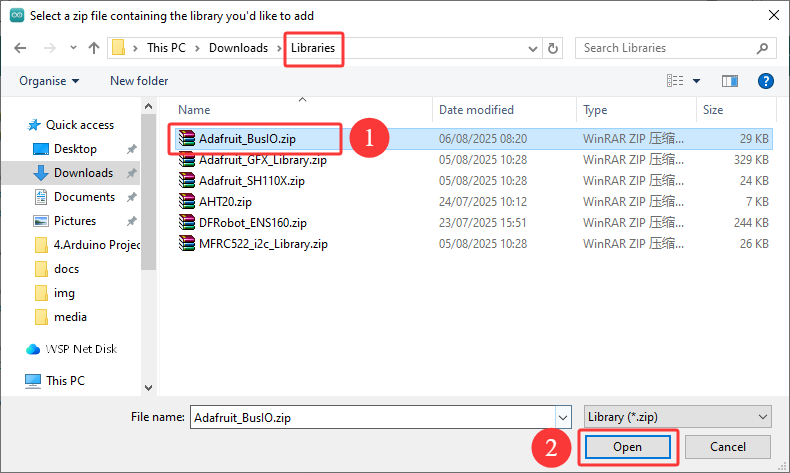 Select a zip file containing the library you'd like to add
This PC > Downloads > Libraries
Search Libraries
Organise
New folder
Name
Date modified
Type
Size
Quick access
Desktop
Downloads
Documents
Pictures
4.Arduino Projec
docs
img
media
WSP Net Disk
This PC
Adafruit_BusIO.zip 06/08/2025 08:20 WinRAR ZIP 压缩... 29 KB
1
Adafruit_GFX_Library.zip 05/08/2025 10:28 WinRAR ZIP 压缩... 329 KB
Adafruit_SH110X.zip 05/08/2025 10:28 WinRAR ZIP 压缩... 24 KB
AHT20.zip 24/07/2025 10:12 WinRAR ZIP 压缩... 7 KB
DFRobot_ENS160.zip 23/07/2025 15:51 WinRAR ZIP 压缩... 244 KB
MFRC522_i2c_Library.zip 05/08/2025 10:28 WinRAR ZIP 压缩... 26 KB
File name: Adafruit_BusIO.zip
Library (*.zip)
2
Open
Cancel